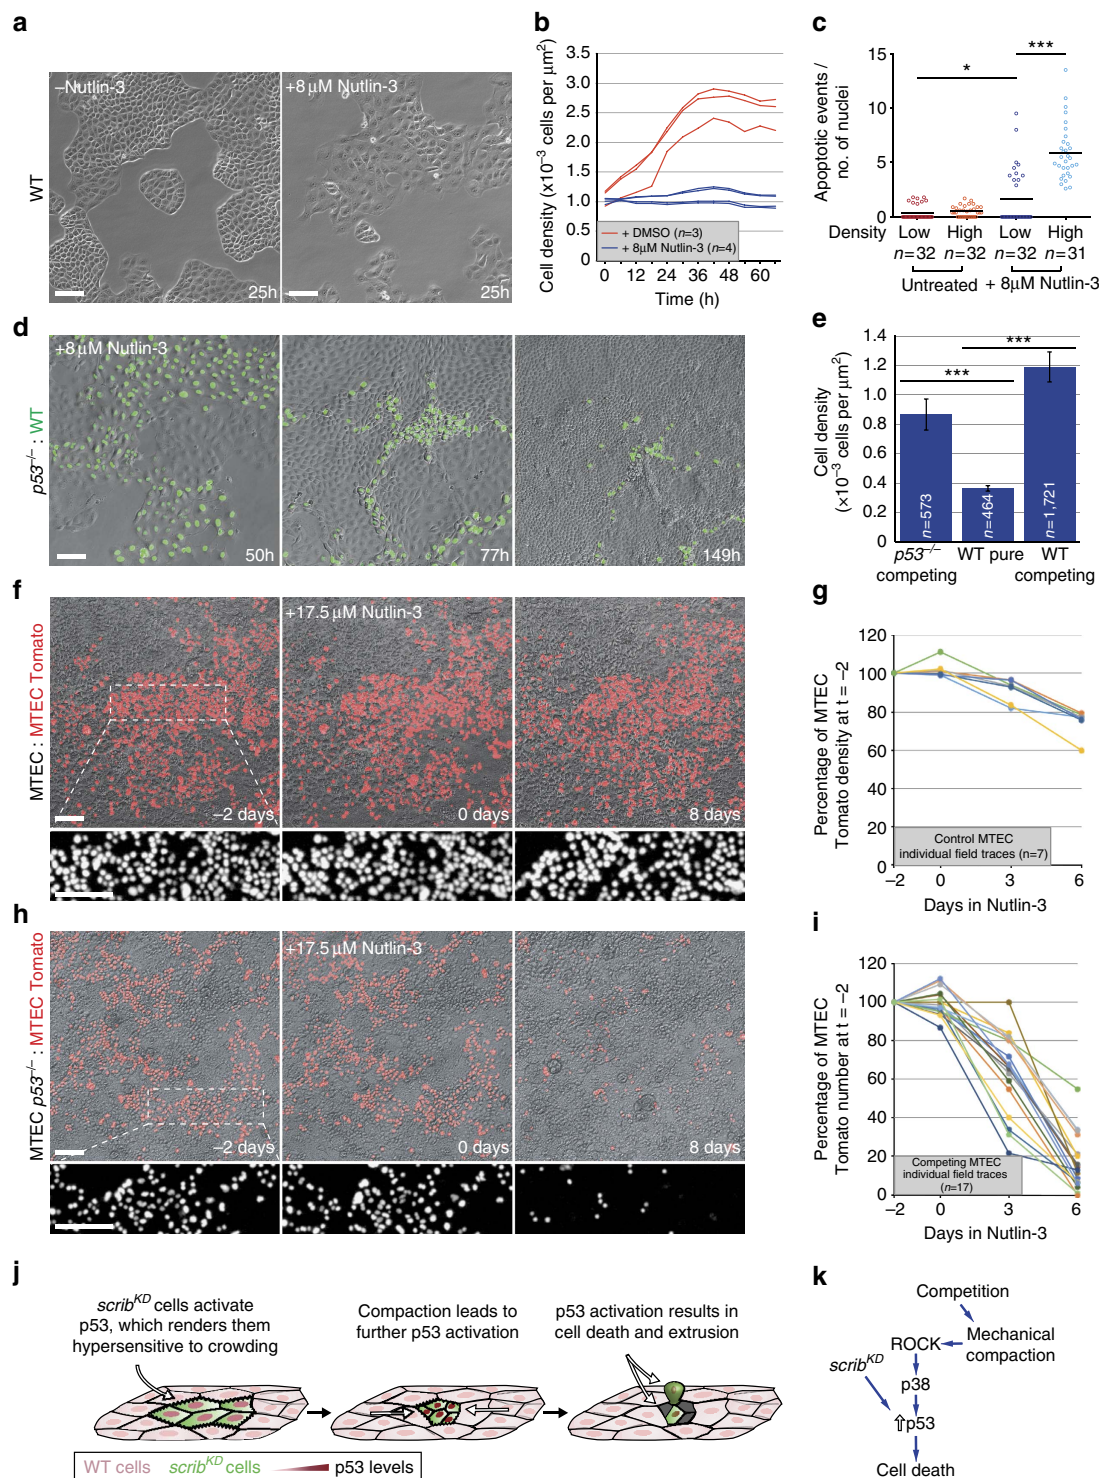 a
–Nutlin-3
+8 μM Nutlin-3
WT
25h
25h
b
Cell density (×10⁻³ cells per μm²)
3.5
3.0
2.5
2.0
1.5
1.0
0.5
0
+ DMSO (n=3)
+ 8μM Nutlin-3 (n=4)
0 12 24 36 48 60
Time (h)
c
***
*
Apoptotic events /
no. of nuclei
15
10
5
0
Density
Low High Low High
n=32 n=32 n=32 n=31
Untreated + 8μM Nutlin-3
d
+8 μM Nutlin-3
p53⁻/⁻ : WT
50h
77h
149h
e
Cell density
(×10⁻³ cells per μm²)
1.4
1.2
1.0
0.8
0.6
0.4
0.2
0
***
***
n=573
n=464
n=1,721
p53⁻/⁻ competing
WT pure
WT competing
f
+17.5 μM Nutlin-3
MTEC : MTEC Tomato
–2 days
0 days
8 days
g
Percentage of MTEC
Tomato density at t = –2
120
100
80
60
40
20
0
Control MTEC
individual field traces (n=7)
–2 0 3 6
Days in Nutlin-3
h
+17.5 μM Nutlin-3
MTEC p53⁻/⁻ : MTEC Tomato
–2 days
0 days
8 days
i
Percentage of MTEC
Tomato number at t = –2
120
100
80
60
40
20
0
Competing MTEC
individual field traces
(n=17)
–2 0 3 6
Days in Nutlin-3
j
scribᴷᴰ cells activate
p53, which renders them
hypersensitive to crowding
Compaction leads to
further p53 activation
p53 activation results in
cell death and extrusion
WT cells scribᴷᴰ cells p53 levels
k
Competition
Mechanical
compaction
ROCK
scribᴷᴰ
p38
⇧p53
Cell death